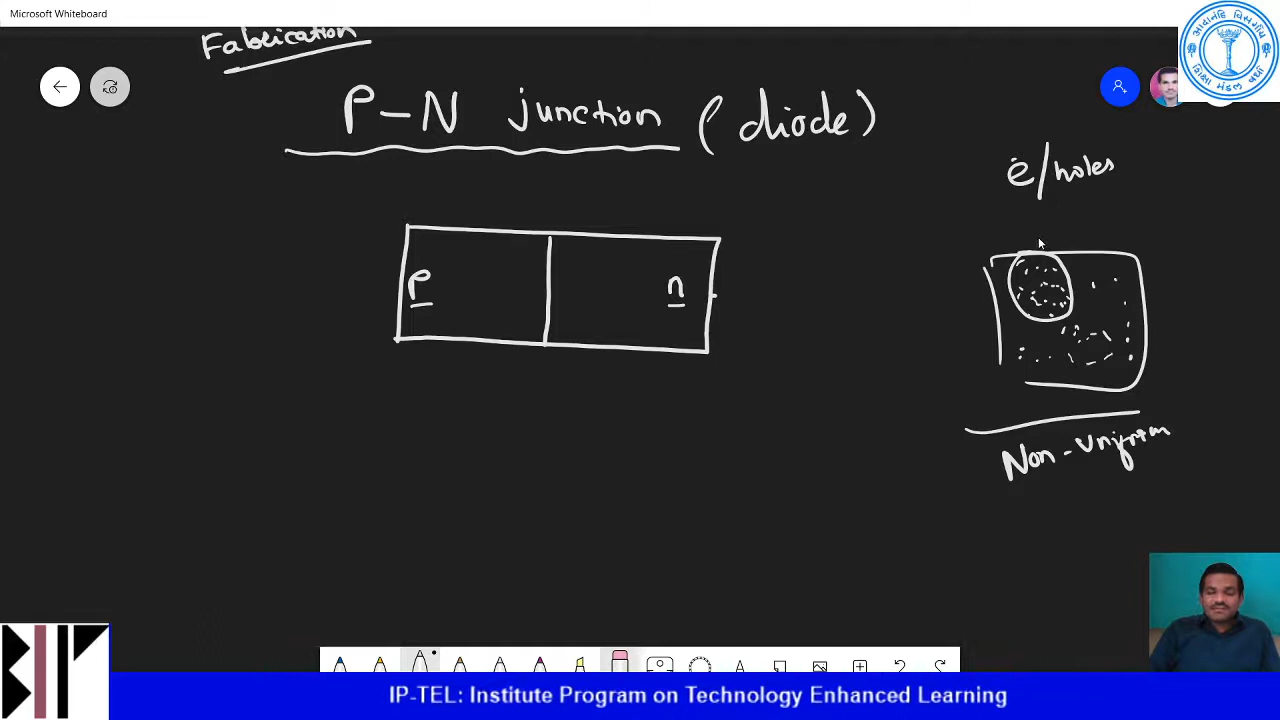 Microsoft Whiteboard
Fabrication
P-N junction (diode)
e/holes
p
n
Non-Uniform
IP-TEL: Institute Program on Technology Enhanced Learning